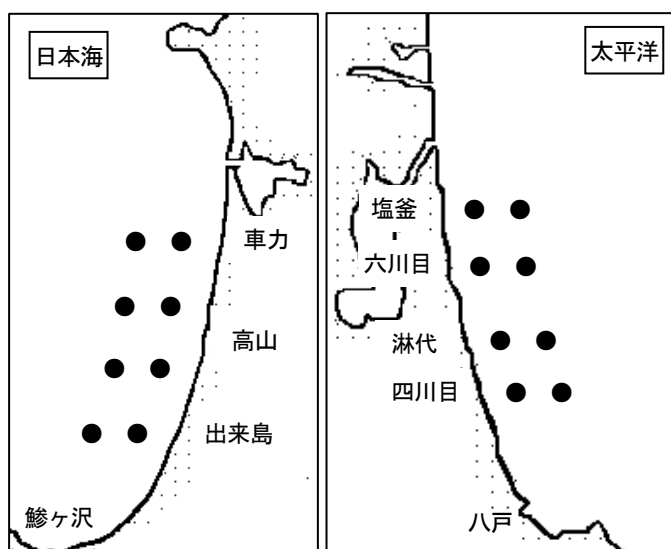 日本海
車力
高山
出来島
鰺ヶ沢
太平洋
塩釜
六川目
淋代
四川目
八戸